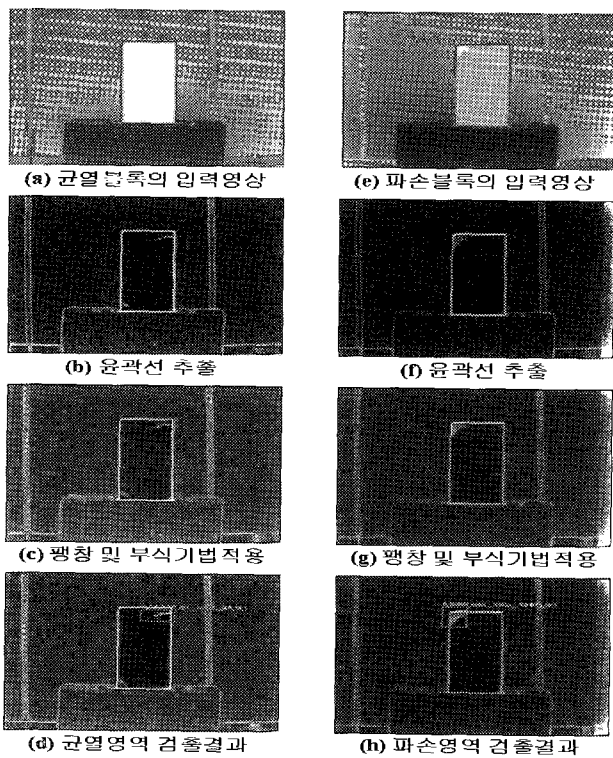 (a) 균열블록의 입력영상
(e) 파손블록의 입력영상
(b) 윤곽선 추출
(f) 윤곽선 추출
(c) 팽창 및 부식기법적용
(g) 팽창 및 부식기법적용
(d) 균열영역 검출결과
(h) 파손영역 검출결과